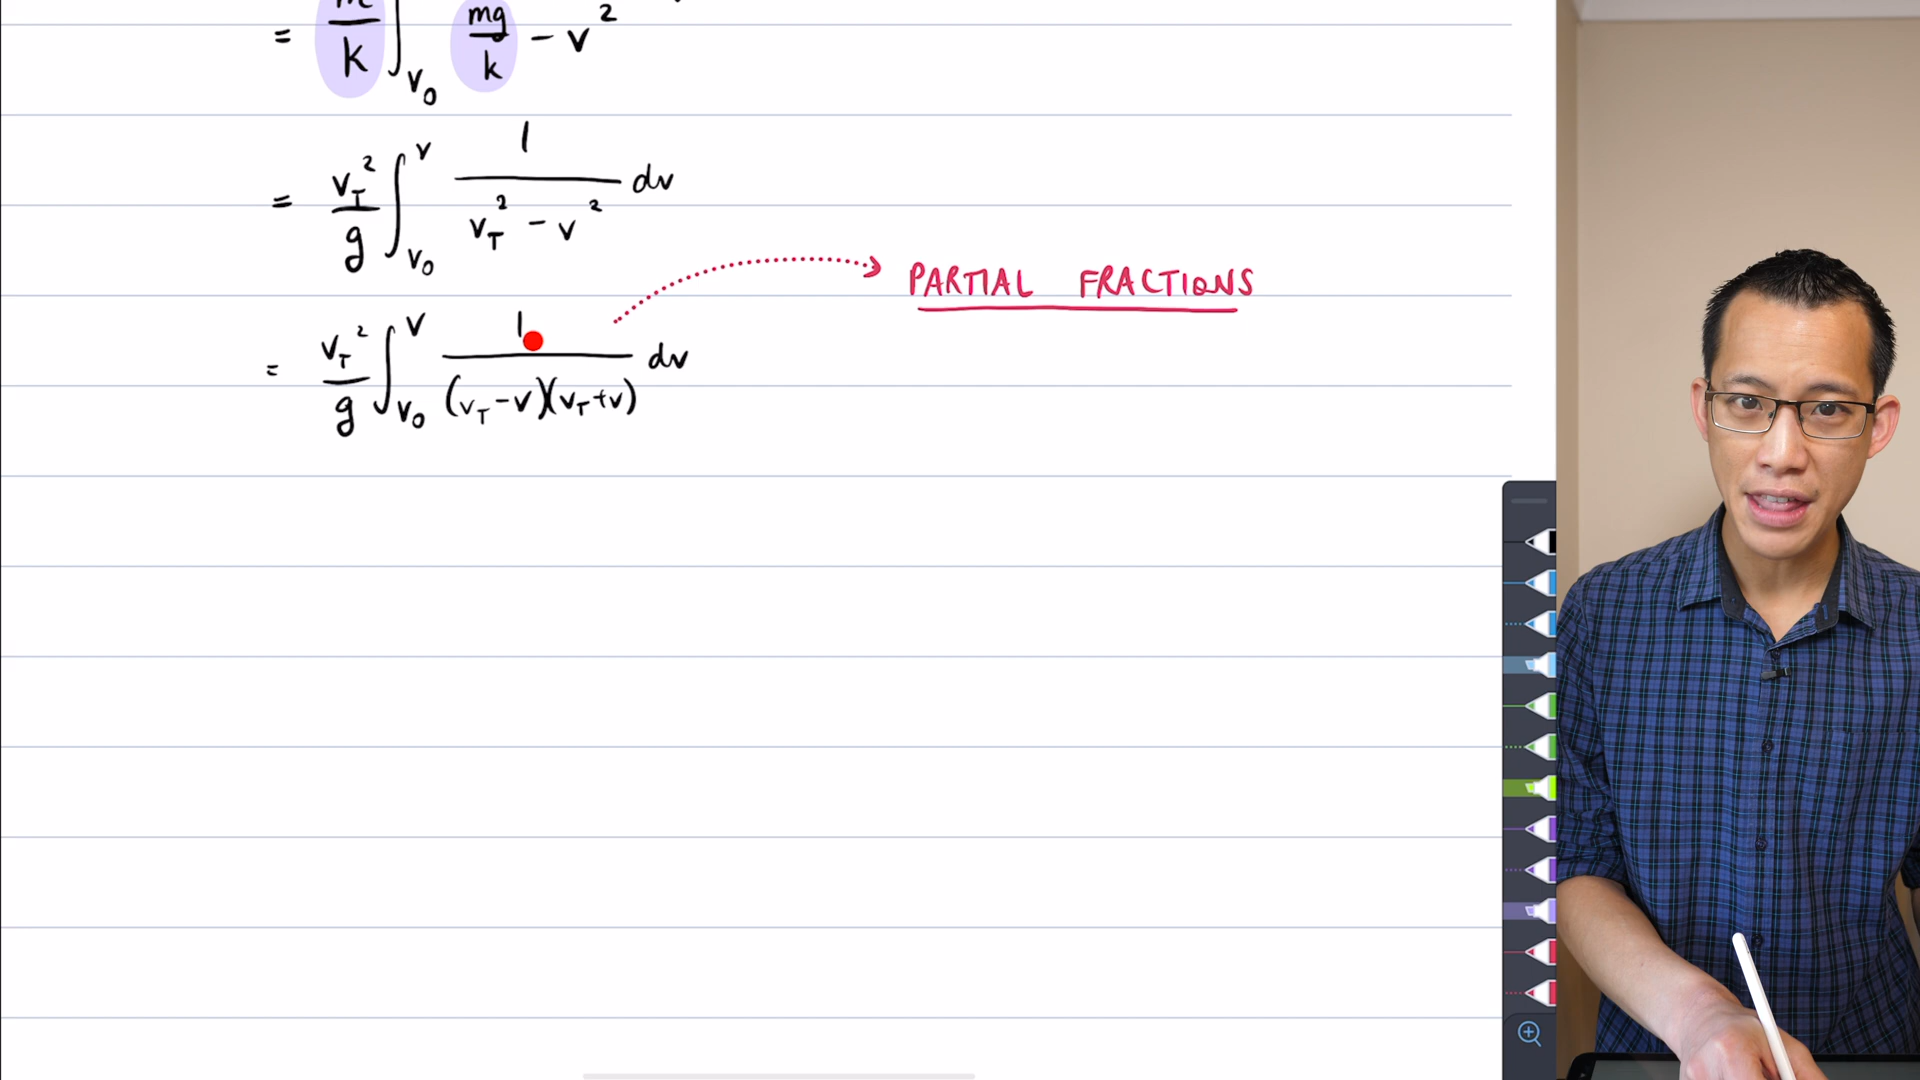 = m/k ∫_{v₀} mg/k − v²
= v_T²/g ∫_{v₀}^{v} 1/(v_T² − v²) dv
PARTIAL FRACTIONS
= v_T²/g ∫_{v₀}^{v} 1/((v_T − v)(v_T + v)) dv